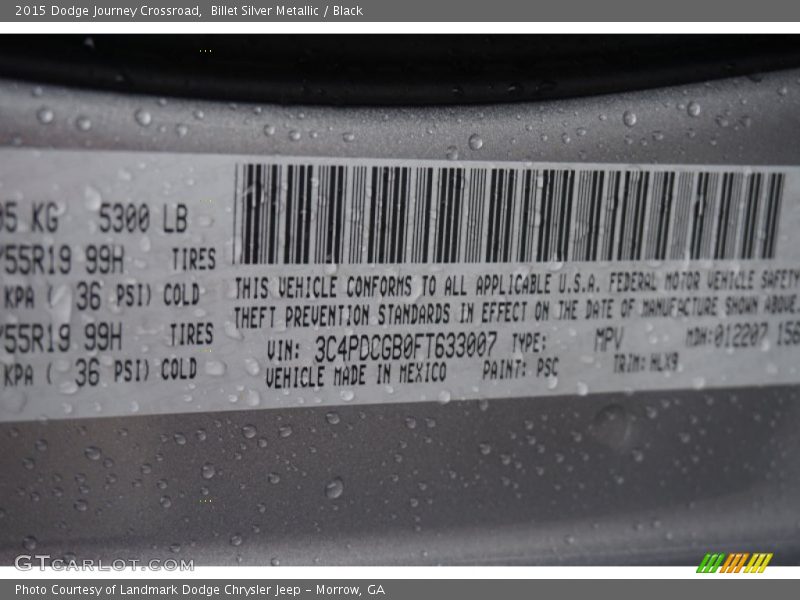 2015 Dodge Journey Crossroad, Billet Silver Metallic / Black
5 KG 5300 LB
55R19 99H TIRES
KPA ( 36 PSI) COLD
55R19 99H TIRES
KPA ( 36 PSI) COLD
THIS VEHICLE CONFORMS TO ALL APPLICABLE U.S.A. FEDERAL MOTOR VEHICLE SAFETY
THEFT PREVENTION STANDARDS IN EFFECT ON THE DATE OF MANUFACTURE SHOWN ABOVE.
VIN: 3C4PDCGB0FT633007 TYPE: MPV MDH:012207 156
VEHICLE MADE IN MEXICO PAINT: PSC TRIM: HLX9
GTCARLOT.COM
Photo Courtesy of Landmark Dodge Chrysler Jeep – Morrow, GA